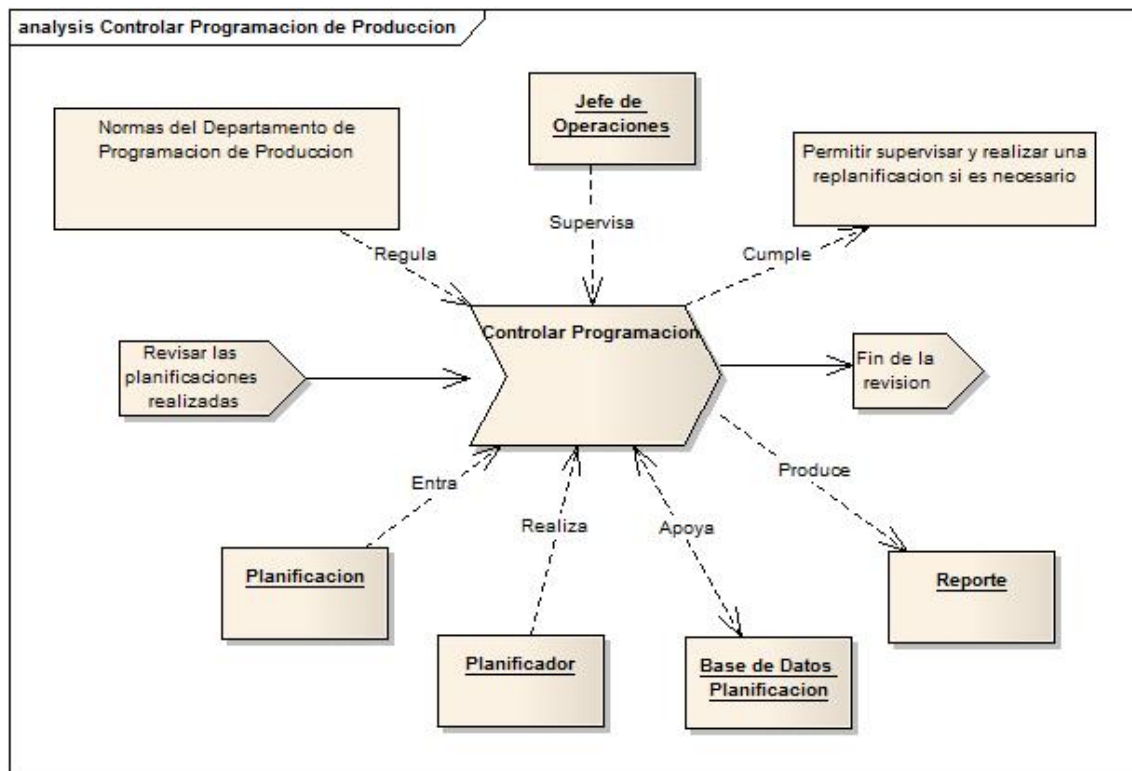 analysis Controlar Programacion de Produccion
Normas del Departamento de
Programacion de Produccion
Jefe de
Operaciones
Permitir supervisar y realizar una
replanificacion si es necesario
Supervisa
Regula
Cumple
Controlar Programacion
Revisar las
planificaciones
realizadas
Fin de la
revision
Entra
Realiza
Apoya
Produce
Planificacion
Planificador
Base de Datos
Planificacion
Reporte